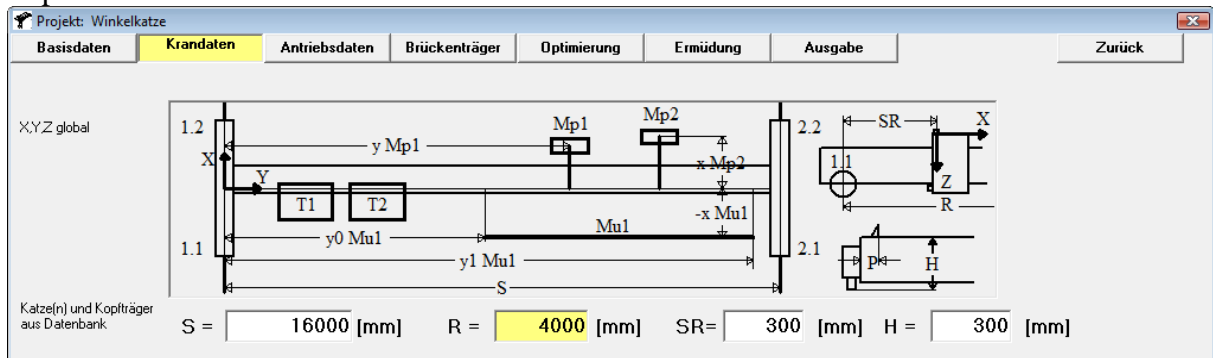 Projekt: Winkelkatze
Basisdaten Krandaten Antriebsdaten Brückenträger Optimierung Ermüdung Ausgabe Zurück
X,Y,Z global
1.2 Mp1 Mp2 2.2 SR X
X y Mp1 x Mp2 1.1
Y Z
T1 T2 -x Mu1 R
Mu1
1.1 y0 Mu1 2.1
y1 Mu1 P H
S
Katze(n) und Kopfträger
aus Datenbank
S = 16000 [mm] R = 4000 [mm] SR= 300 [mm] H = 300 [mm]